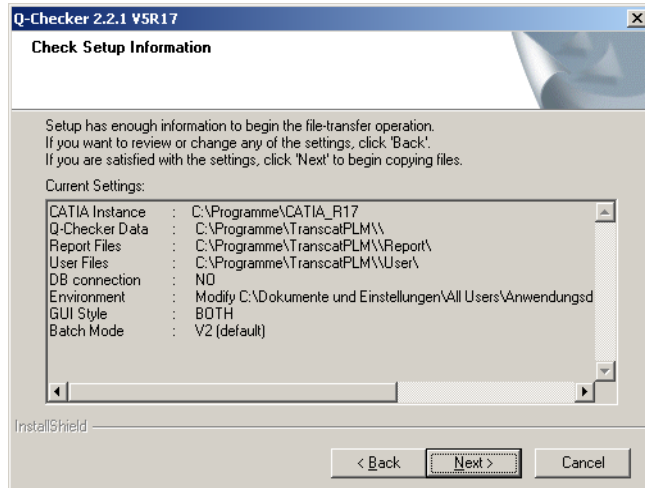 Q-Checker 2.2.1 V5R17
Check Setup Information
Setup has enough information to begin the file-transfer operation.
If you want to review or change any of the settings, click 'Back'.
If you are satisfied with the settings, click 'Next' to begin copying files.
Current Settings:
CATIA Instance : C:\Programme\CATIA_R17
Q-Checker Data : C:\Programme\TranscatPLM\\
Report Files : C:\Programme\TranscatPLM\\Report\
User Files : C:\Programme\TranscatPLM\\User\
DB connection : NO
Environment : Modify C:\Dokumente und Einstellungen\All Users\Anwendungsd
GUI Style : BOTH
Batch Mode : V2 (default)
InstallShield
< Back Next > Cancel